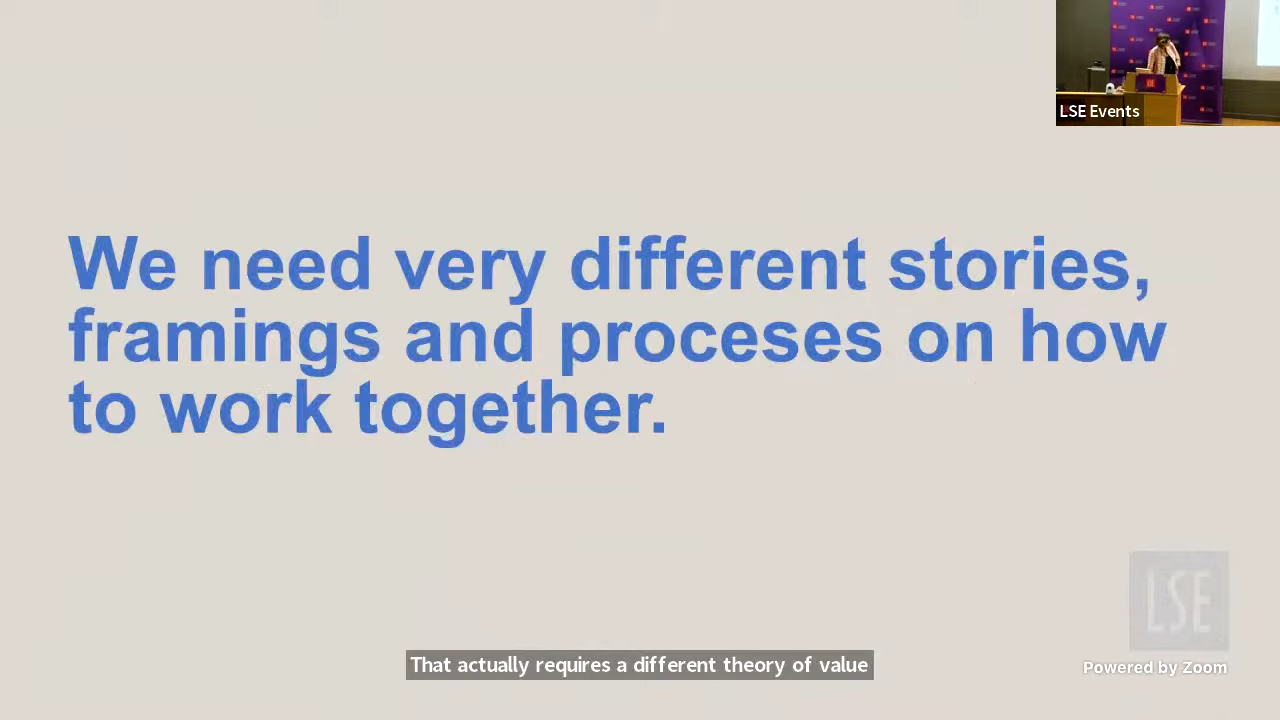 LSE Events
We need very different stories,
framings and proceses on how
to work together.
LSE
That actually requires a different theory of value
Powered by Zoom